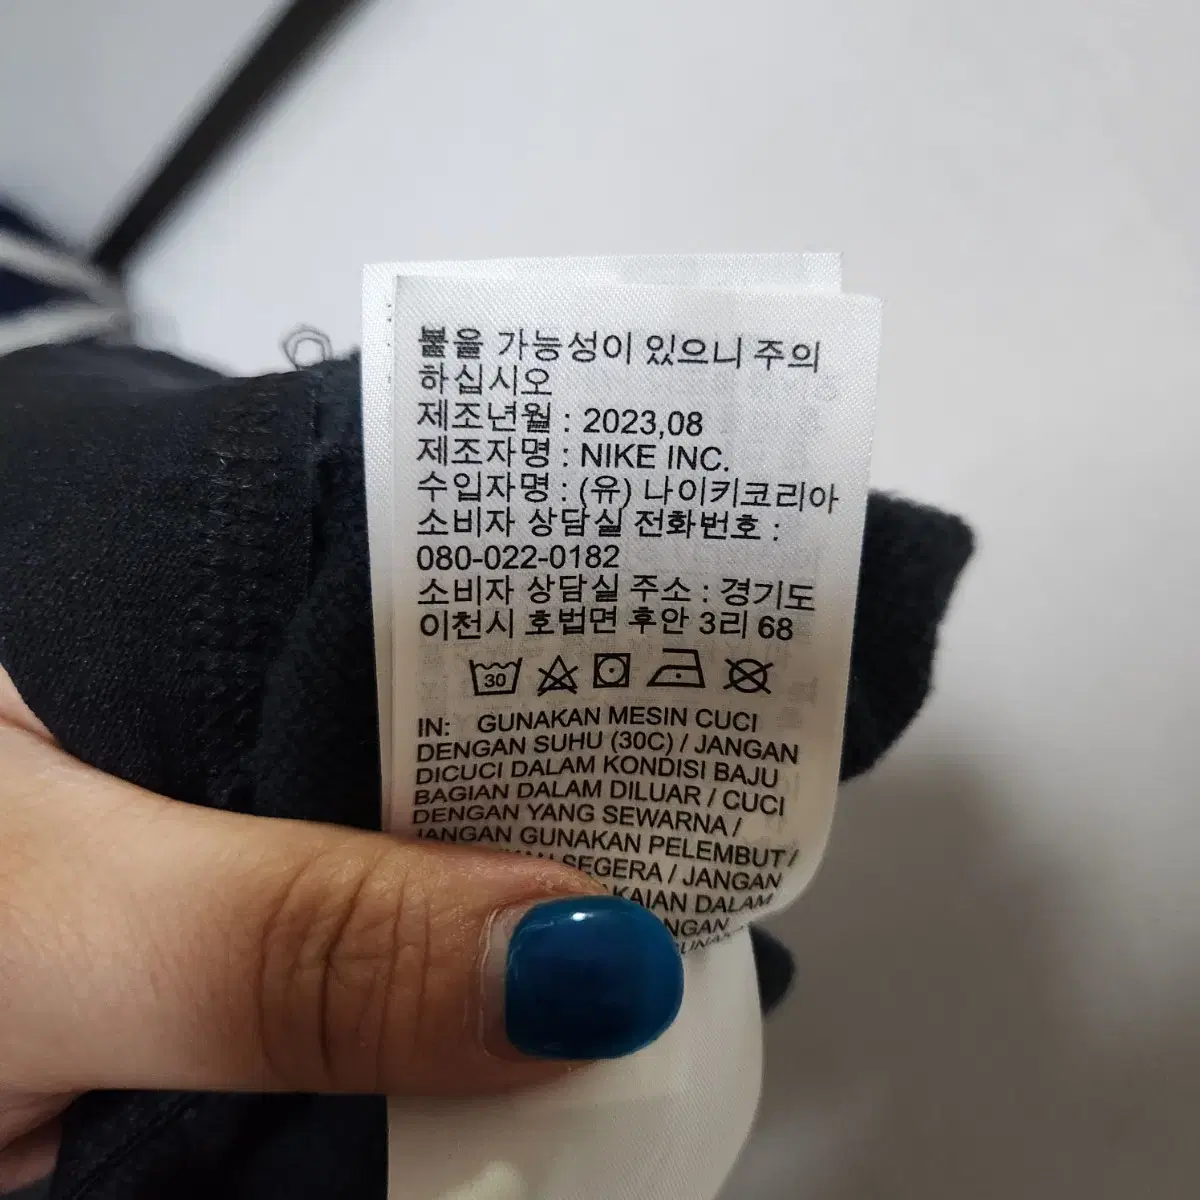 붙을 가능성이 있으니 주의
하십시오
제조년월 : 2023,08
제조자명 : NIKE INC.
수입자명 : (유) 나이키코리아
소비자 상담실 전화번호 :
080-022-0182
소비자 상담실 주소 : 경기도
이천시 호법면 후안 3리 68
30
IN: GUNAKAN MESIN CUCI
DENGAN SUHU (30C) / JANGAN
DICUCI DALAM KONDISI BAJU
BAGIAN DALAM DILUAR / CUCI
DENGAN YANG SEWARNA /
JANGAN GUNAKAN PELEMBUT /
SEGERA / JANGAN
DALAM